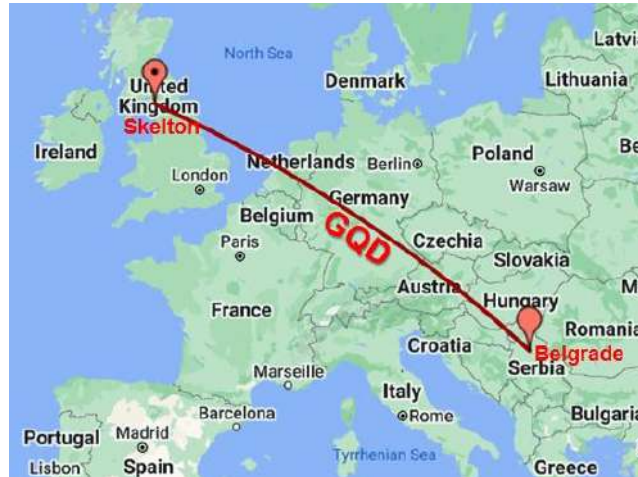 Latvi
North Sea
United
Kingdom
Skelton
Denmark
Lithuania
Be
Ireland
Netherlands
Berlin
Poland
London
Warsaw
Germany
Belgium
GQD
Czechia
Paris
Slovakia
Austria
M
Hungary
France
Romania
Croatia
Belgrade
Serbia
Marseille
Italy
Bulgaria
Barcelona
Rome
Portugal
Madrid
Tyrrhenian Sea
Lisbon
Spain
Greece